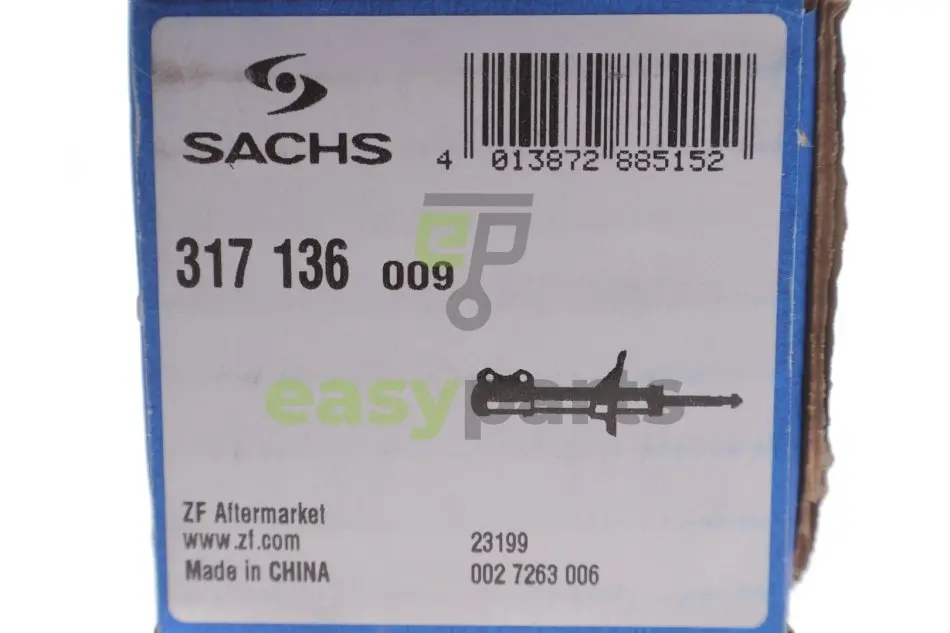 SACHS
4 013872 885152
317 136 009
eP
easyparts
ZF Aftermarket
www.zf.com
Made in CHINA
23199
002 7263 006